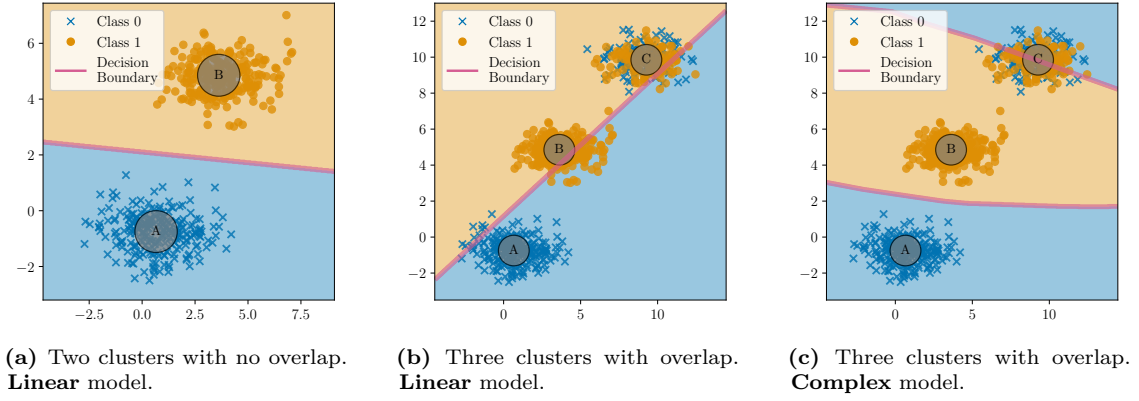 Class 0
Class 1
Decision
Boundary
B
A
6
4
2
0
−2
−2.5
0.0
2.5
5.0
7.5
Class 0
Class 1
Decision
Boundary
C
B
A
12
10
8
6
4
2
0
−2
0
5
10
Class 0
Class 1
Decision
Boundary
C
B
A
12
10
8
6
4
2
0
−2
0
5
10
(a) Two clusters with no overlap.
Linear model.
(b) Three clusters with overlap.
Linear model.
(c) Three clusters with overlap.
Complex model.